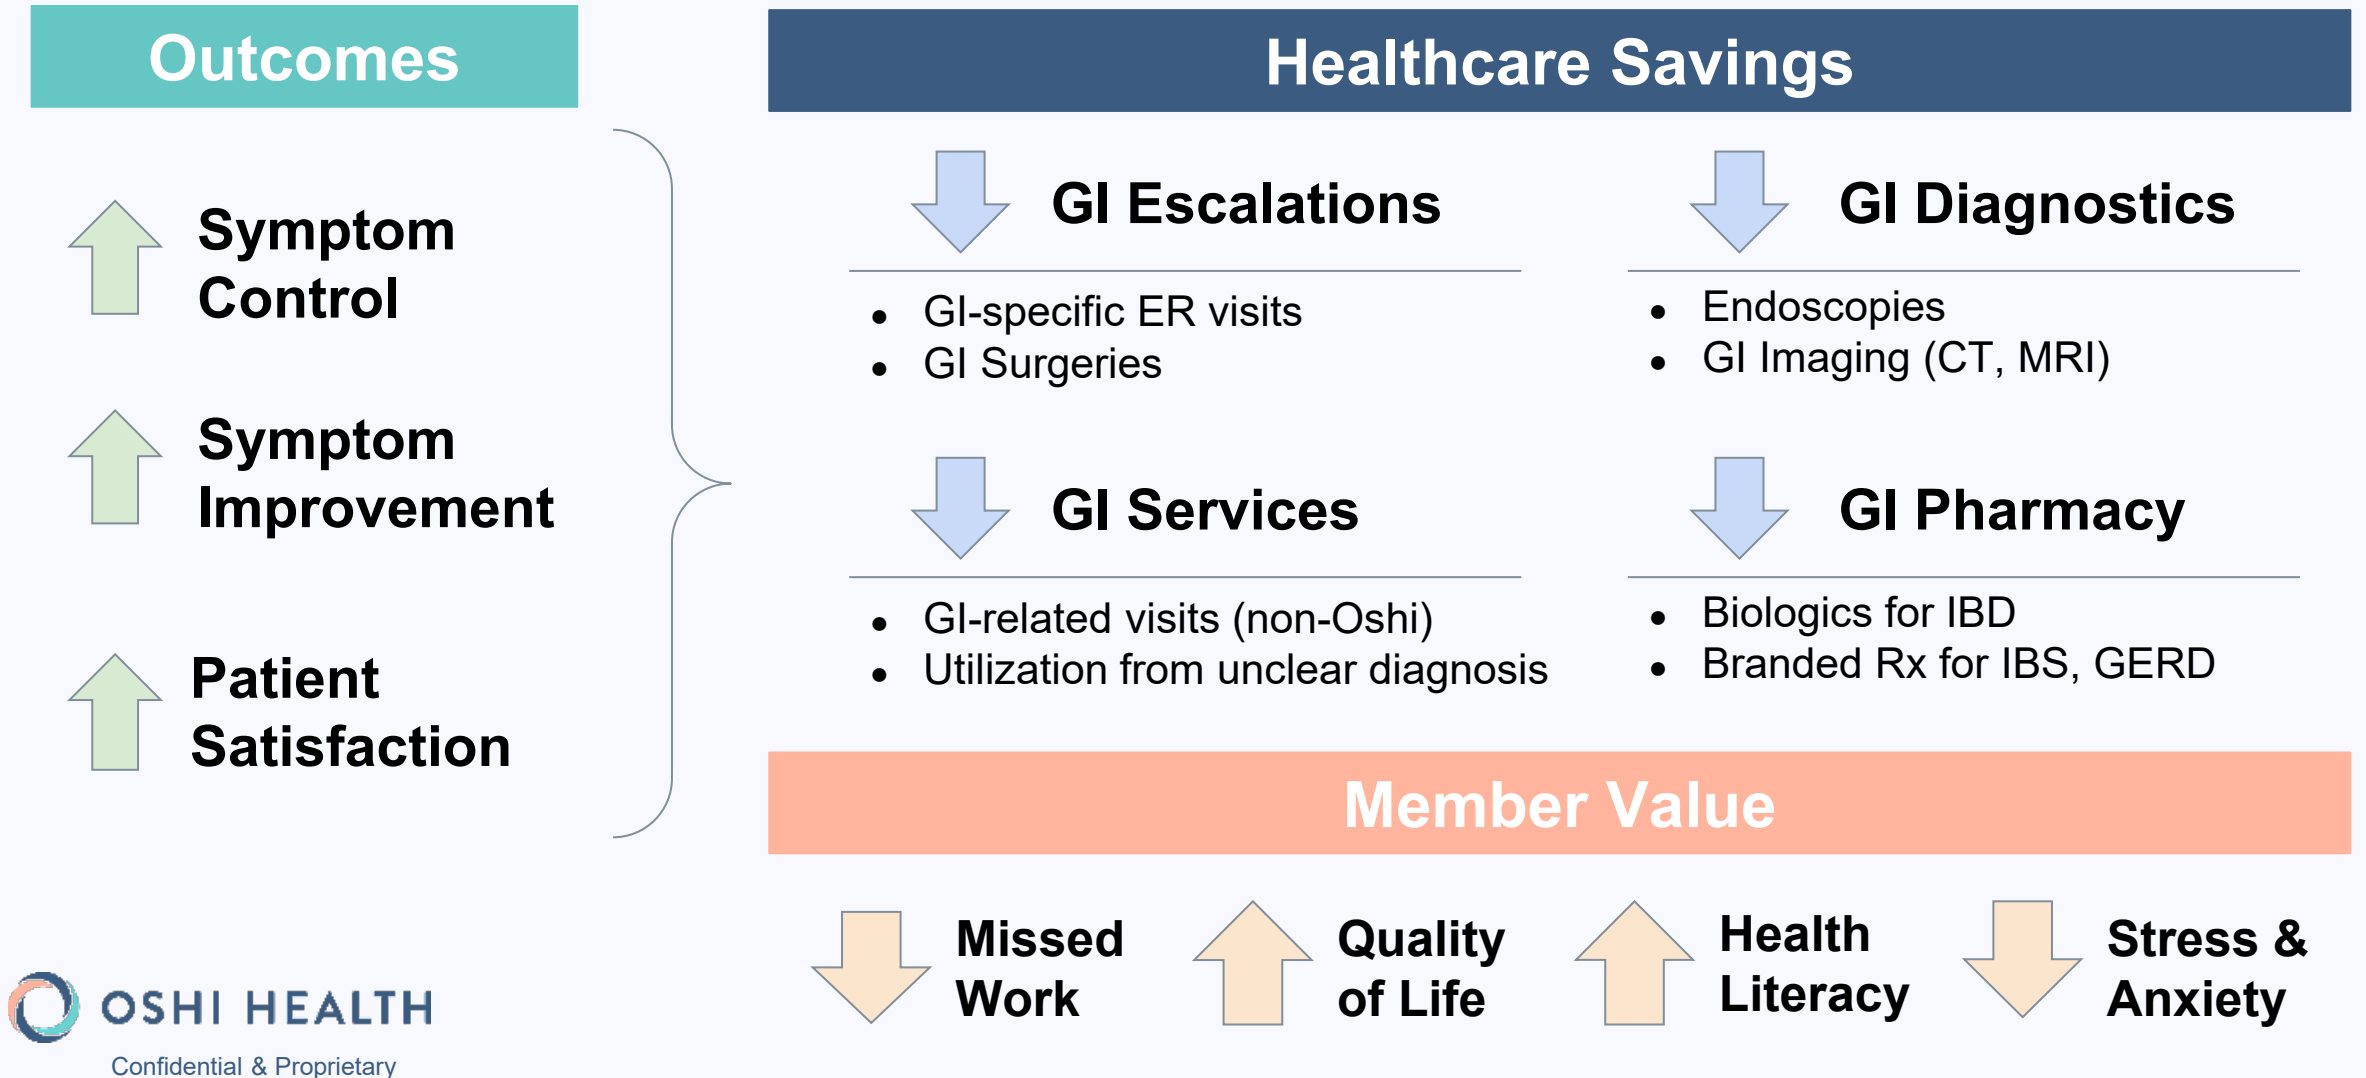 Outcomes
Symptom
Control
Symptom
Improvement
Patient
Satisfaction
Healthcare Savings
GI Escalations
• GI-specific ER visits
• GI Surgeries
GI Diagnostics
• Endoscopies
• GI Imaging (CT, MRI)
GI Services
• GI-related visits (non-Oshi)
• Utilization from unclear diagnosis
GI Pharmacy
• Biologics for IBD
• Branded Rx for IBS, GERD
Member Value
Missed
Work
Quality
of Life
Health
Literacy
Stress &
Anxiety
OSHI HEALTH
Confidential & Proprietary